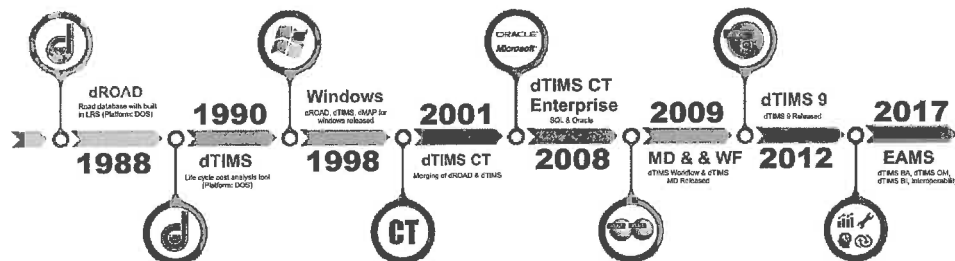 dROAD
Road database with built
in LRS (Platform: DOS)
1988
1990
dTIMS
Life cycle cost analysis tool
(Platform: DOS)
Windows
dROAD, dTIMS, dMAP for
windows released
1998
2001
dTIMS CT
Merging of dROAD & dTIMS
CT
ORACLE
Microsoft
dTIMS CT
Enterprise
SQL & Oracle
2008
2009
MD & & WF
dTIMS Workflow & dTIMS
MD Released
dTIMS 9
dTIMS 9 Released
2012
2017
EAMS
dTIMS BA, dTIMS OM,
dTIMS BI, Interoperability